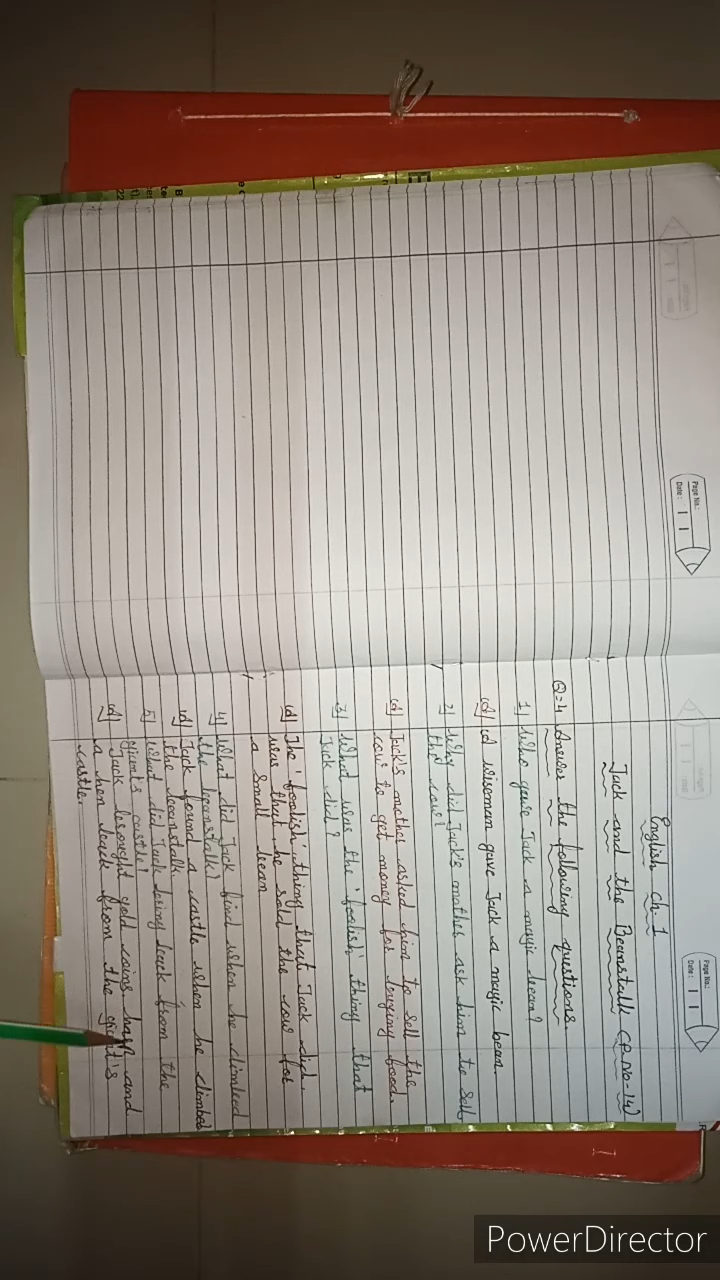 Page No.:
Date:
Page No.:
Date:
English ch.1
Jack and the Beanstalk (P.No-14)
Q:4 Answer the following questions.
1) Who gave Jack a magic bean?
A) A wiseman gave Jack a magic bean.
2) Why did Jack's mother ask him to sell
the cow?
A) Jack's mother asked him to sell the
cow to get money for buying food.
3) What was the 'foolish' thing that
Jack did?
A) The 'foolish' thing that Jack did.
was that he sold the cow for
a small bean
4) What did Jack find when he climbed
the beanstalk?
A) Jack found a castle when he climbed
the beanstalk.
5) What did Jack bring back from the
giant's castle?
A) Jack brought gold coins, harp and
a hen back from the giant's
castle.
PowerDirector